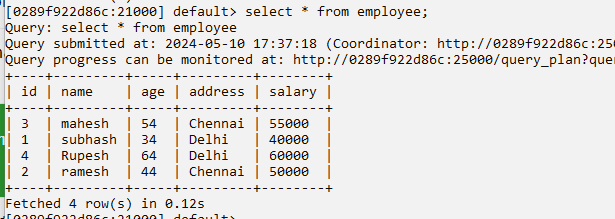 [0289f922d86c:21000] default> select * from employee;
Query: select * from employee
Query submitted at: 2024-05-10 17:37:18 (Coordinator: http://0289f922d86c:25
Query progress can be monitored at: http://0289f922d86c:25000/query_plan?que
+----+---------+-----+---------+--------+
| id | name    | age | address | salary |
+----+---------+-----+---------+--------+
| 3  | mahesh  | 54  | Chennai | 55000  |
| 1  | subhash | 34  | Delhi   | 40000  |
| 4  | Rupesh  | 64  | Delhi   | 60000  |
| 2  | ramesh  | 44  | Chennai | 50000  |
+----+---------+-----+---------+--------+
Fetched 4 row(s) in 0.12s
[0289f922d86c:21000] default>